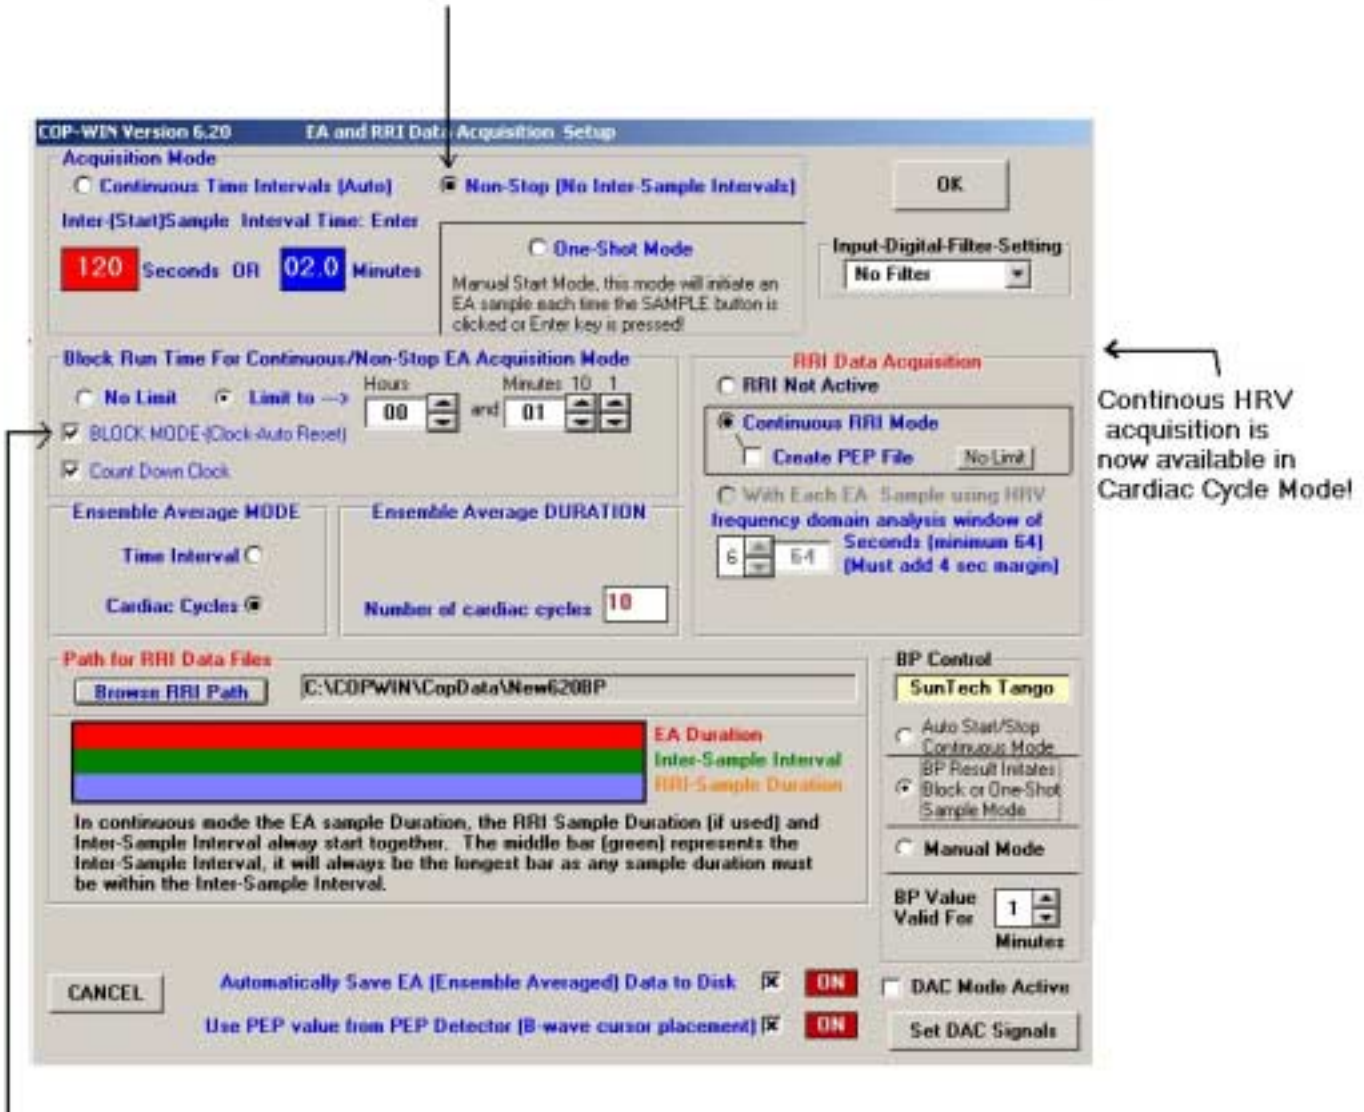 COP-WIN Version 6.20 EA and RRI Data Acquisition Setup
Acquisition Mode
Continuous Time Intervals (Auto)
Non-Stop (No Inter-Sample Intervals)
OK
Inter-(Start)Sample Interval Time: Enter
120 Seconds OR 02.0 Minutes
One-Shot Mode
Manual Start Mode, this mode will initiate an
EA sample each time the SAMPLE button is
clicked or Enter key is pressed!
Input-Digital-Filter-Setting
No Filter
Block Run Time For Continuous/Non-Stop EA Acquisition Mode
No Limit Limit to --> Hours 00 and Minutes 10 1 01
BLOCK MODE-(Clock-Auto Reset)
Count Down Clock
RRI Data Acquisition
RRI Not Active
Continuous RRI Mode
Create PEP File No Limit
With Each EA Sample using HRV
frequency domain analysis window of
6 64 Seconds (minimum 64)
(Must add 4 sec margin)
Continous HRV
acquisition is
now available in
Cardiac Cycle Mode!
Ensemble Average MODE
Time Interval
Cardiac Cycles
Ensemble Average DURATION
Number of cardiac cycles 10
Path for RRI Data Files
Browse RRI Path C:\COPWIN\CopData\New620BP
EA Duration
Inter-Sample Interval
RRI-Sample Duration
In continuous mode the EA sample Duration, the RRI Sample Duration (if used) and
Inter-Sample Interval alway start together. The middle bar (green) represents the
Inter-Sample Interval, it will always be the longest bar as any sample duration must
be within the Inter-Sample Interval.
BP Control
SunTech Tango
Auto Start/Stop
Continuous Mode
BP Result Initates
Block or One-Shot
Sample Mode
Manual Mode
BP Value
Valid For 1
Minutes
CANCEL
Automatically Save EA (Ensemble Averaged) Data to Disk ON
Use PEP value from PEP Detector (B-wave cursor placement) ON
DAC Mode Active
Set DAC Signals